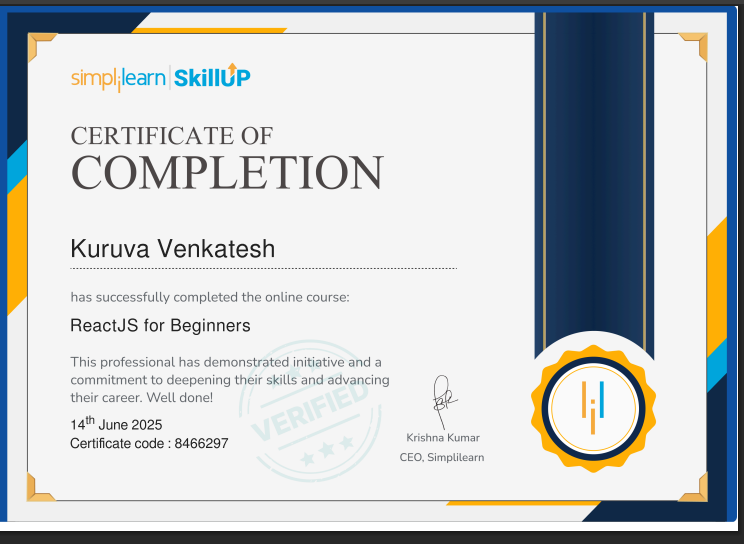 simplilearn | SkillUP
CERTIFICATE OF
COMPLETION
Kuruva Venkatesh
has successfully completed the online course:
ReactJS for Beginners
This professional has demonstrated initiative and a
commitment to deepening their skills and advancing
their career. Well done!
VERIFIED
14th June 2025
Certificate code : 8466297
Krishna Kumar
CEO, Simplilearn